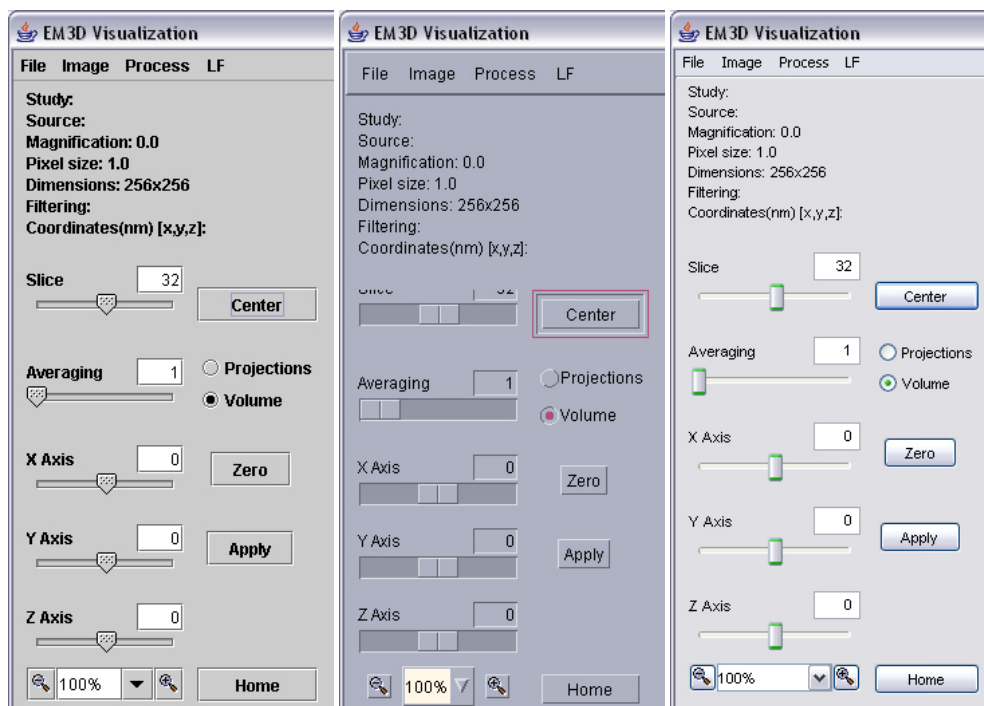 EM3D Visualization
File Image Process LF
Study:
Source:
Magnification: 0.0
Pixel size: 1.0
Dimensions: 256x256
Filtering:
Coordinates(nm) [x,y,z]:
Slice 32
Center
Averaging 1
Projections
Volume
X Axis 0
Zero
Y Axis 0
Apply
Z Axis 0
100%
Home
EM3D Visualization
File Image Process LF
Study:
Source:
Magnification: 0.0
Pixel size: 1.0
Dimensions: 256x256
Filtering:
Coordinates(nm) [x,y,z]:
Slice 32
Center
Averaging 1
Projections
Volume
X Axis 0
Zero
Y Axis 0
Apply
Z Axis 0
100%
Home
EM3D Visualization
File Image Process LF
Study:
Source:
Magnification: 0.0
Pixel size: 1.0
Dimensions: 256x256
Filtering:
Coordinates(nm) [x,y,z]:
Slice 32
Center
Averaging 1
Projections
Volume
X Axis 0
Zero
Y Axis 0
Apply
Z Axis 0
100%
Home